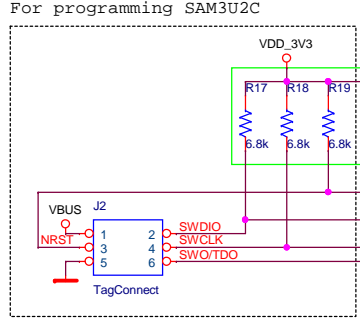 For programming SAM3U2C
VDD_3V3
R17 R18 R19
6.8k 6.8k 6.8k
VBUS J2
1 2 SWDIO
NRST 3 4 SWCLK
5 6 SWO/TDO
TagConnect